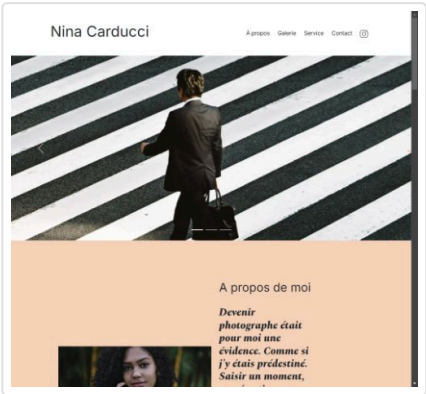 Nina Carducci
À propos Galerie Service Contact
A propos de moi
Devenir
photographe était
pour moi une
évidence. Comme si
j'y étais prédestiné.
Saisir un moment,